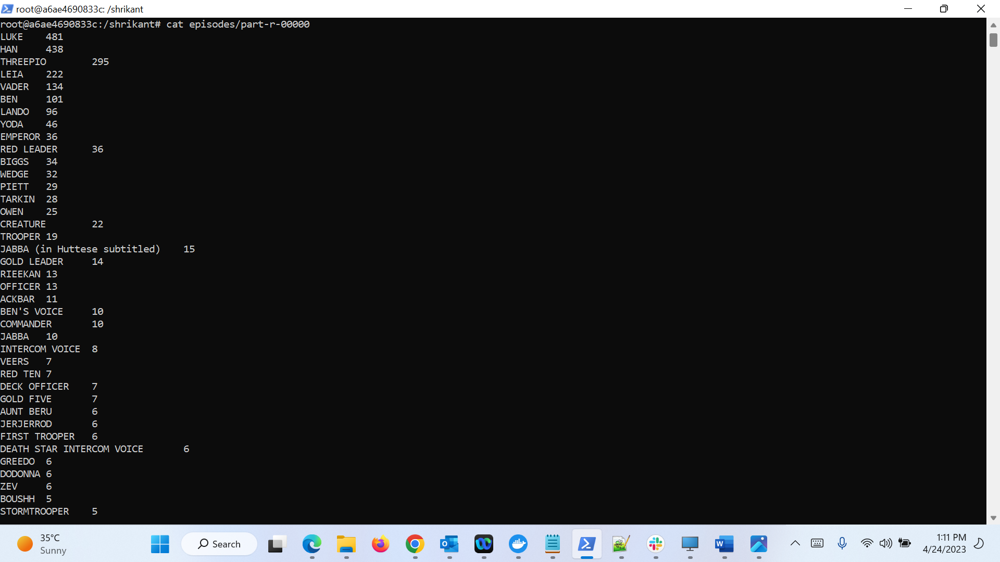 root@a6ae4690833c: /shrikant
root@a6ae4690833c:/shrikant# cat episodes/part-r-00000
LUKE 481
HAN 438
THREEPIO 295
LEIA 222
VADER 134
BEN 101
LANDO 96
YODA 46
EMPEROR 36
RED LEADER 36
BIGGS 34
WEDGE 32
PIETT 29
TARKIN 28
OWEN 25
CREATURE 22
TROOPER 19
JABBA (in Huttese subtitled) 15
GOLD LEADER 14
RIEEKAN 13
OFFICER 13
ACKBAR 11
BEN'S VOICE 10
COMMANDER 10
JABBA 10
INTERCOM VOICE 8
VEERS 7
RED TEN 7
DECK OFFICER 7
GOLD FIVE 7
AUNT BERU 6
JERJERROD 6
FIRST TROOPER 6
DEATH STAR INTERCOM VOICE 6
GREEDO 6
DODONNA 6
ZEV 6
BOUSHH 5
STORMTROOPER 5
35°C
Sunny
Search
1:11 PM
4/24/2023